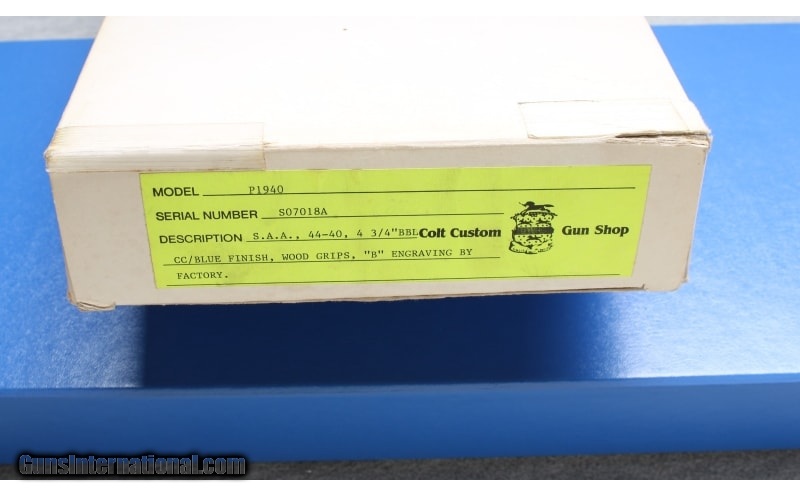 MODEL P1940
SERIAL NUMBER S07018A
DESCRIPTION S.A.A., 44-40, 4 3/4"BBL Colt Custom Gun Shop
CC/BLUE FINISH, WOOD GRIPS, "B" ENGRAVING BY
FACTORY.
GunsInternational.com